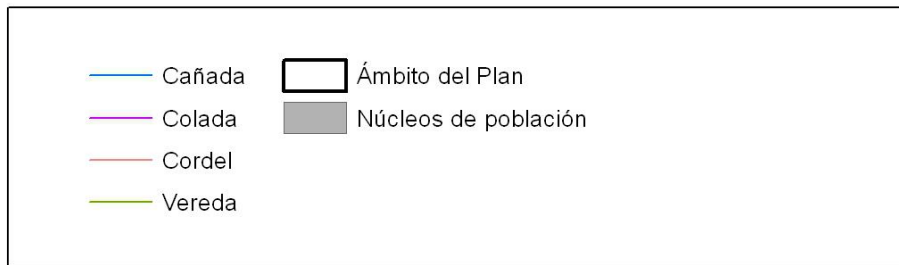 Cañada
Colada
Cordel
Vereda
Ámbito del Plan
Núcleos de población